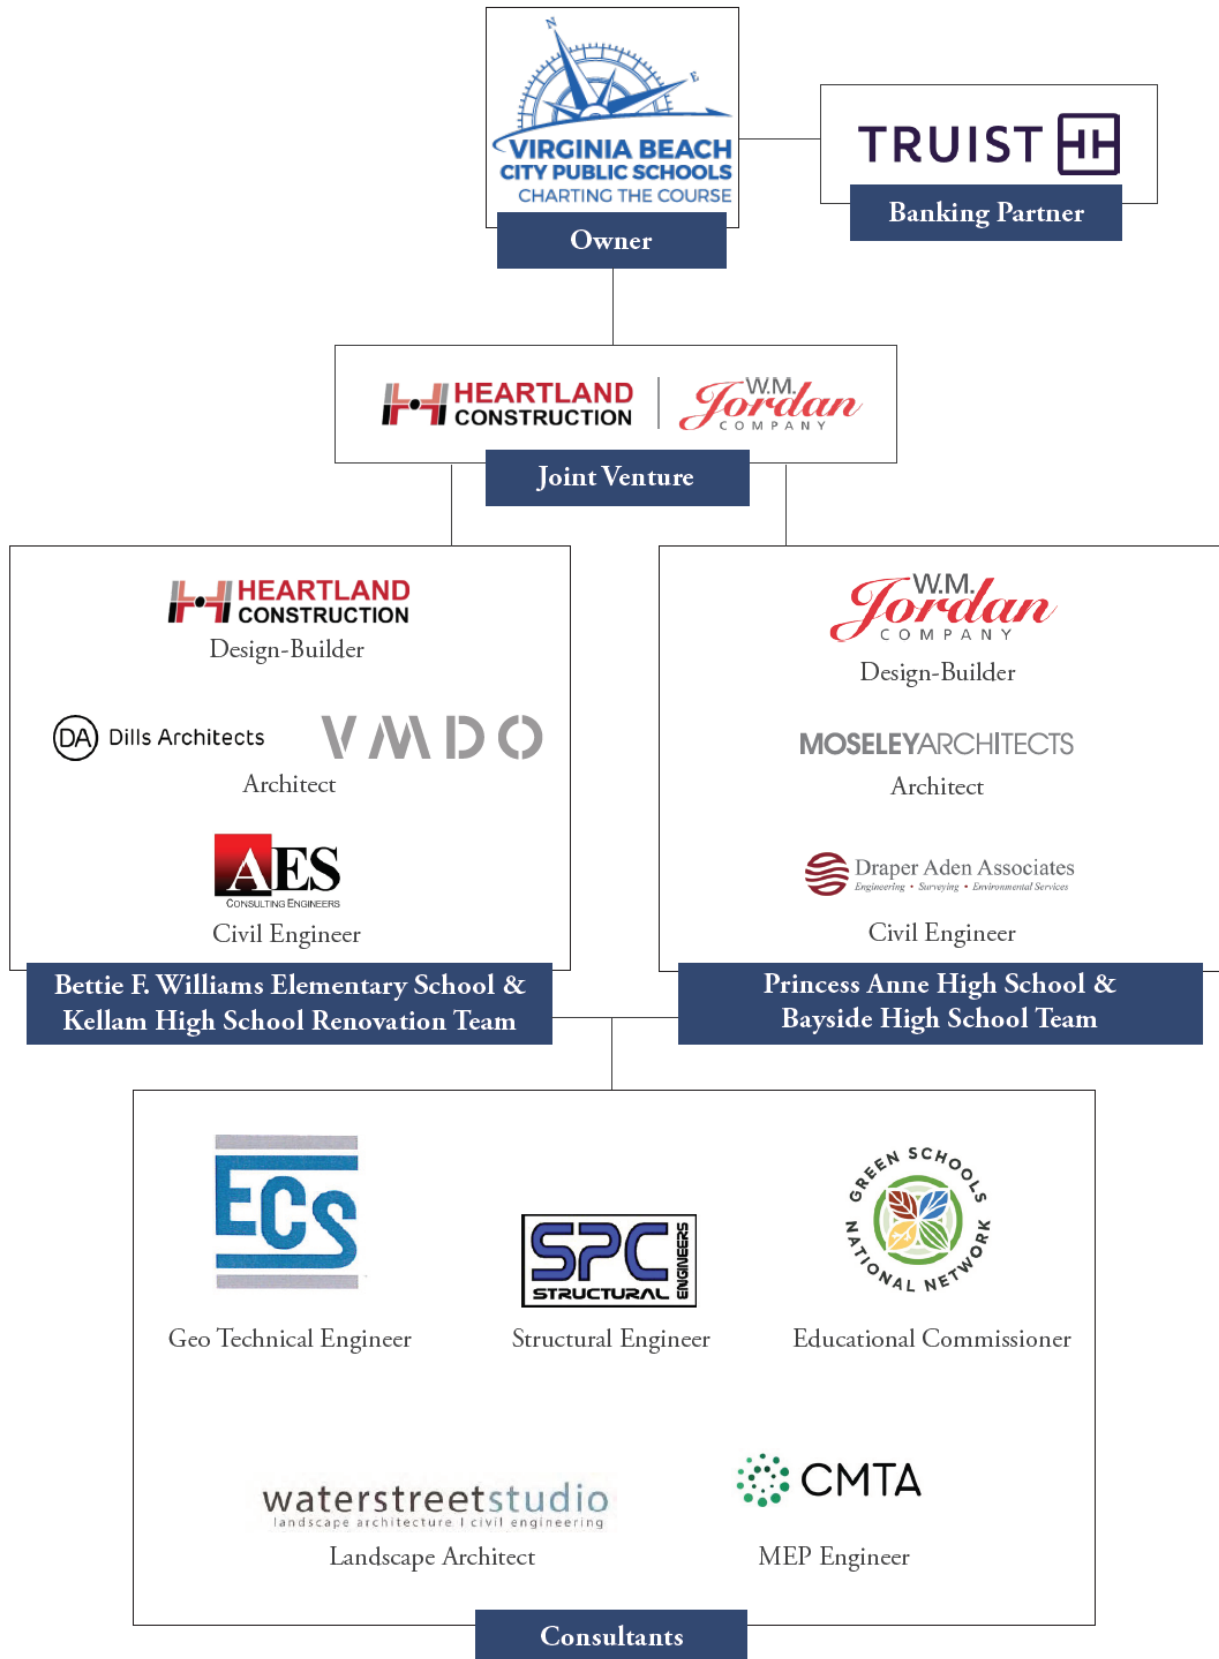 N
E
VIRGINIA BEACH
CITY PUBLIC SCHOOLS
CHARTING THE COURSE
Owner
TRUIST
Banking Partner
HEARTLAND
CONSTRUCTION
W.M.
Jordan
COMPANY
Joint Venture
HEARTLAND
CONSTRUCTION
Design-Builder
DA Dills Architects
VMDO
Architect
AES
CONSULTING ENGINEERS
Civil Engineer
Bettie F. Williams Elementary School &
Kellam High School Renovation Team
W.M.
Jordan
COMPANY
Design-Builder
MOSELEYARCHITECTS
Architect
Draper Aden Associates
Engineering • Surveying • Environmental Services
Civil Engineer
Princess Anne High School &
Bayside High School Team
ECS
Geo Technical Engineer
SPC
STRUCTURAL
ENGINEERS
Structural Engineer
GREEN SCHOOLS
NATIONAL NETWORK
Educational Commissioner
waterstreetstudio
landscape architecture | civil engineering
Landscape Architect
CMTA
MEP Engineer
Consultants